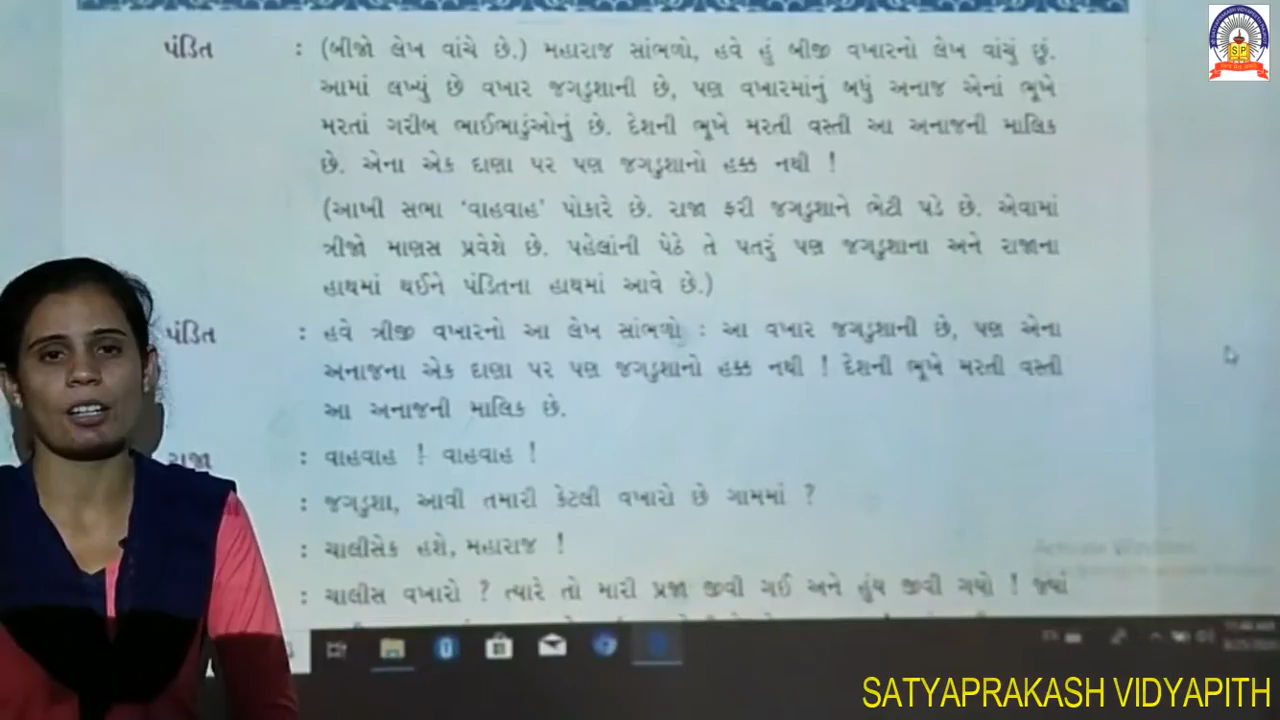 પંડિત : (બીજો લેખ વાંચે છે.) મહારાજ સાંભળો, હવે હું બીજી વખારનો લેખ વાંચું છું.
આમાં લખ્યું છે વખાર જગડુશાની છે, પણ વખારમાંનું બધું અનાજ એનાં ભૂખે
મરતાં ગરીબ ભાઈભાડુંઓનું છે. દેશની ભૂખે મરતી વસ્તી આ અનાજની માલિક
છે. એના એક દાણા પર પણ જગડુશાનો હક્ક નથી !
(આખી સભા 'વાહવાહ' પોકારે છે. રાજા ફરી જગડુશાને ભેટી પડે છે. એવામાં
ત્રીજો માણસ પ્રવેશે છે. પહેલાંની પેઠે તે પતરું પણ જગડુશાના અને રાજાના
હાથમાં થઈને પંડિતના હાથમાં આવે છે.)
પંડિત : હવે ત્રીજી વખારનો આ લેખ સાંભળો : આ વખાર જગડુશાની છે, પણ એના
અનાજના એક દાણા પર પણ જગડુશાનો હક્ક નથી ! દેશની ભૂખે મરતી વસ્તી
આ અનાજની માલિક છે.
રાજા : વાહવાહ ! વાહવાહ !
: જગડુશા, આવી તમારી કેટલી વખારો છે ગામમાં ?
: ચાલીસેક હશે, મહારાજ !
: ચાલીસ વખારો ? ત્યારે તો મારી પ્રજા જીવી ગઈ અને હુંય જીવી ગયો ! જ્યાં
Activate Windows
SP
SATYAPRAKASH VIDYAPITH